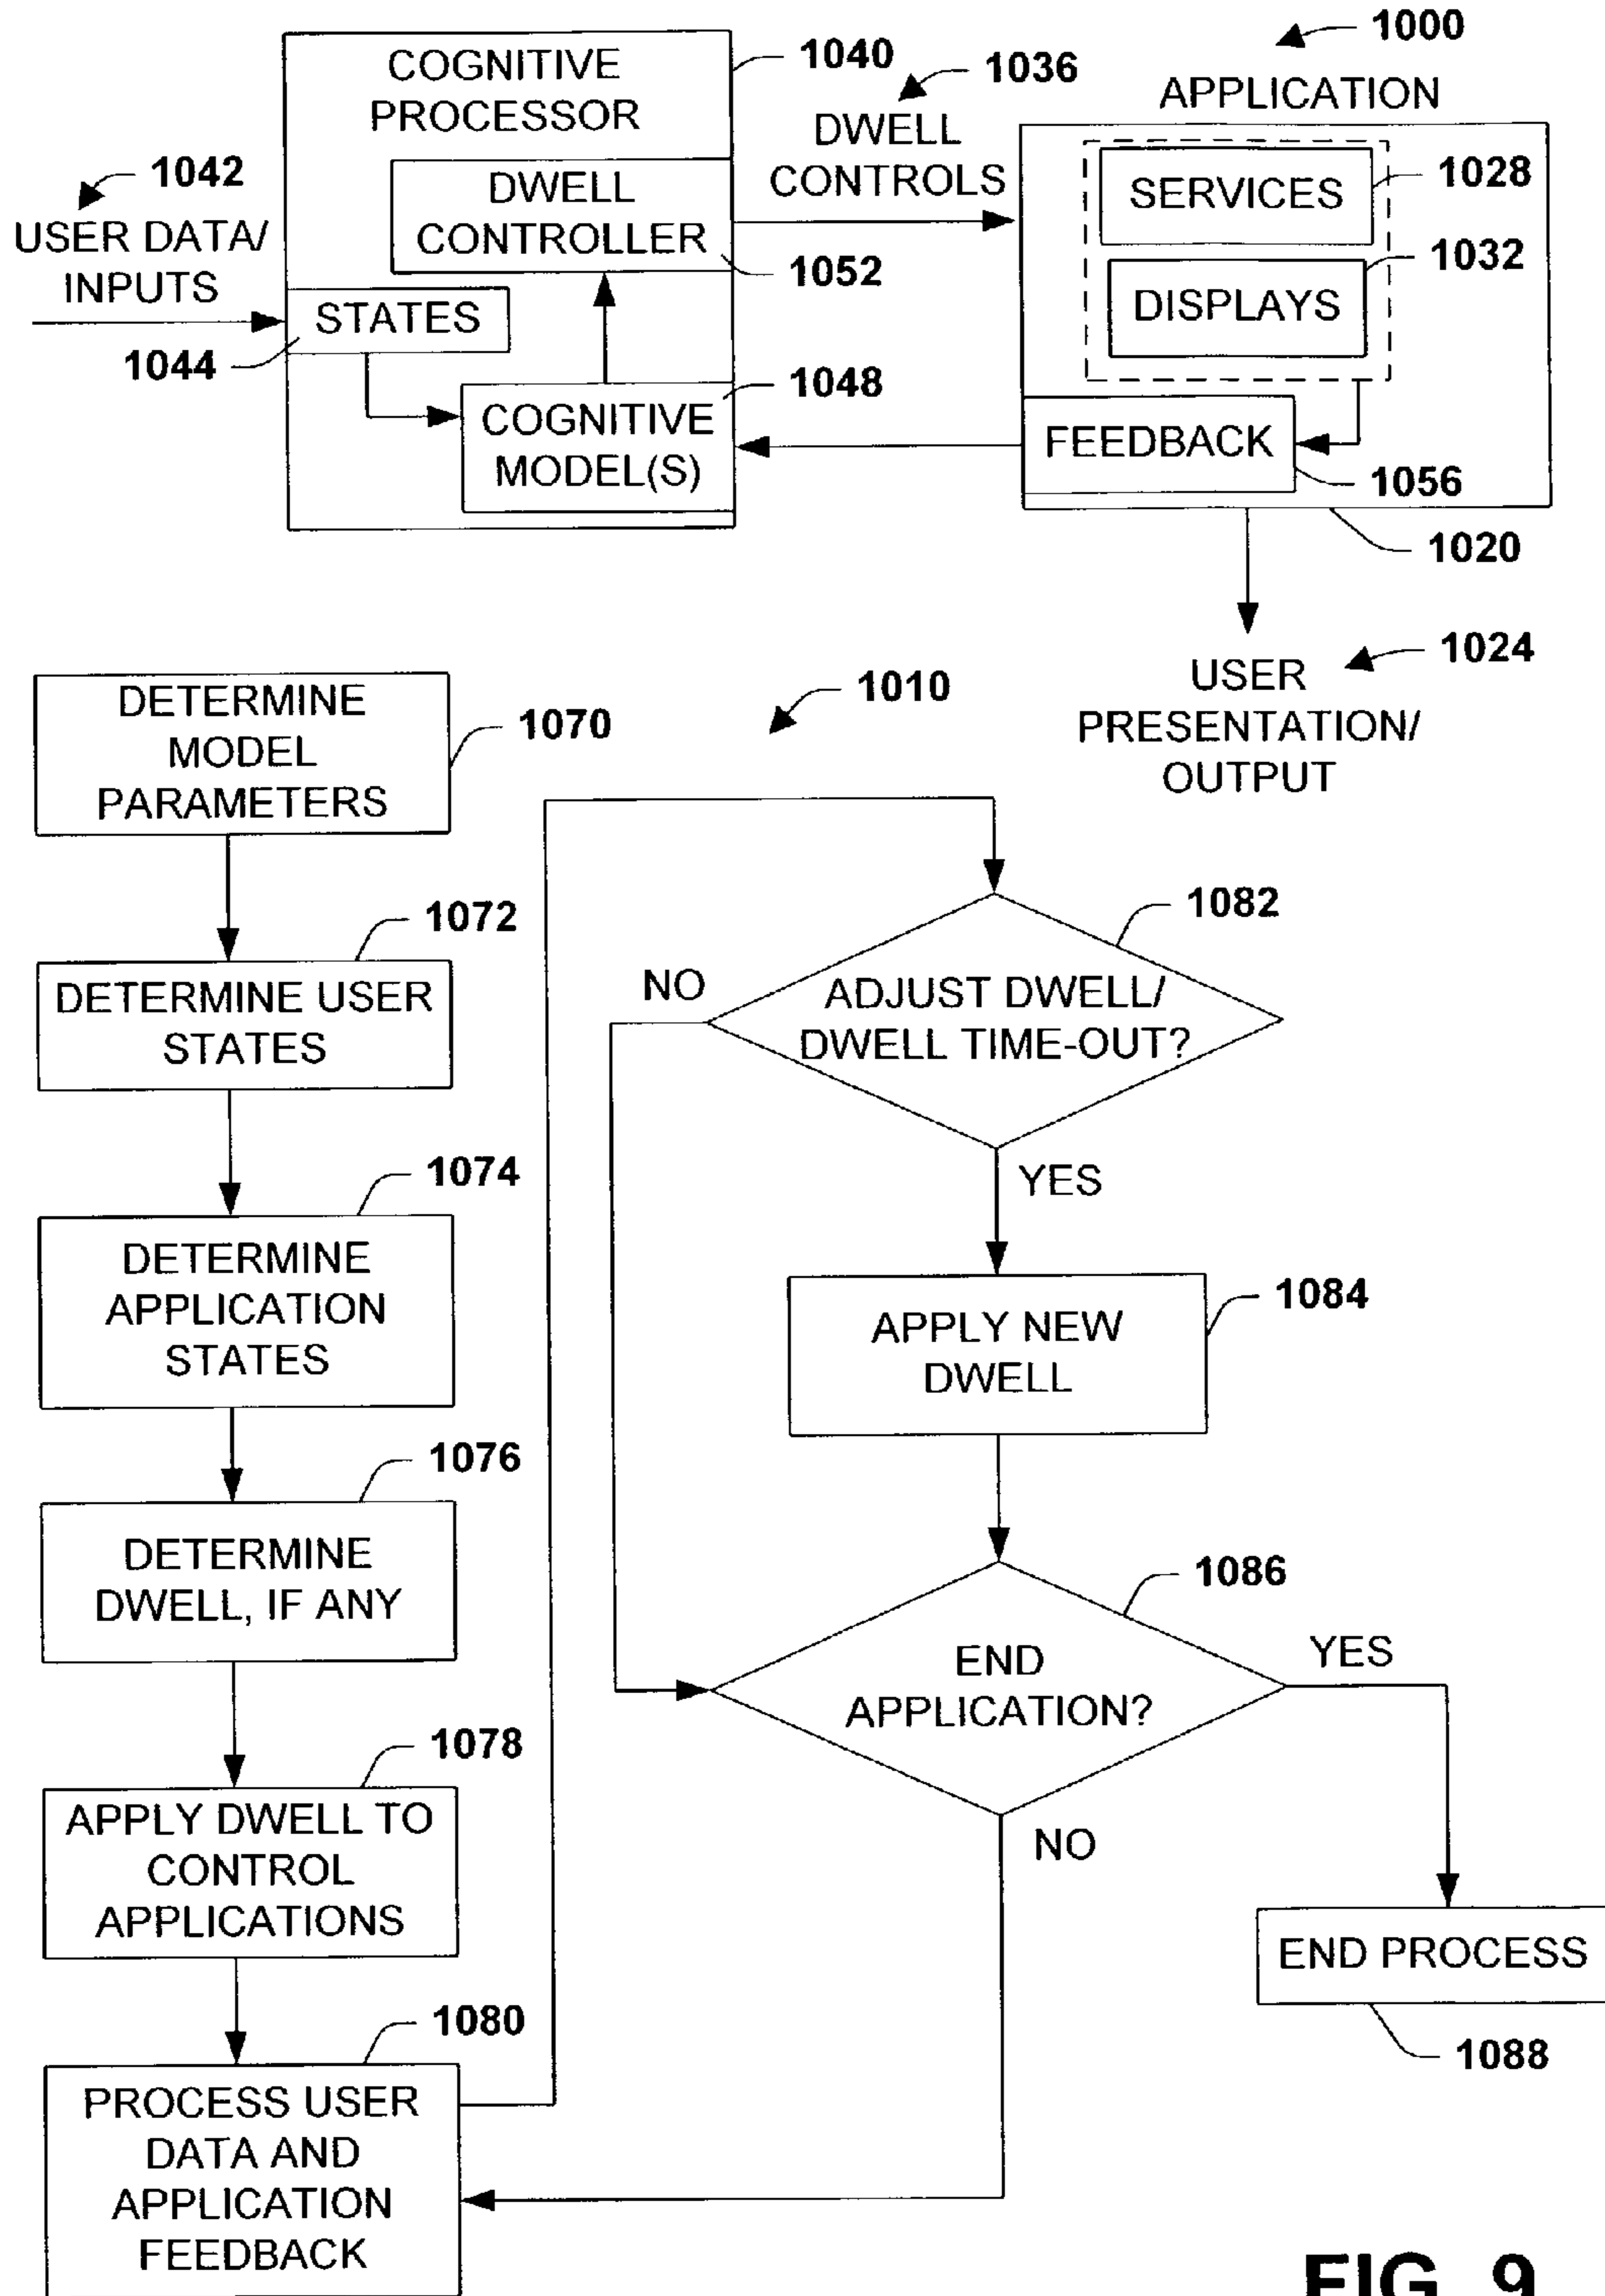 1000
COGNITIVE
PROCESSOR
1040
1036
APPLICATION
DWELL
CONTROLS
1042
USER DATA/
INPUTS
DWELL
CONTROLLER
1052
SERVICES
1028
1032
DISPLAYS
STATES
1044
1048
COGNITIVE
MODEL(S)
FEEDBACK
1056
1020
1024
USER
PRESENTATION/
OUTPUT
1010
DETERMINE
MODEL
PARAMETERS
1070
1072
DETERMINE USER
STATES
1074
DETERMINE
APPLICATION
STATES
1076
DETERMINE
DWELL, IF ANY
1078
APPLY DWELL TO
CONTROL
APPLICATIONS
1080
PROCESS USER
DATA AND
APPLICATION
FEEDBACK
1082
NO
ADJUST DWELL/
DWELL TIME-OUT?
YES
1084
APPLY NEW
DWELL
1086
END
APPLICATION?
YES
NO
END PROCESS
1088
FIG. 9